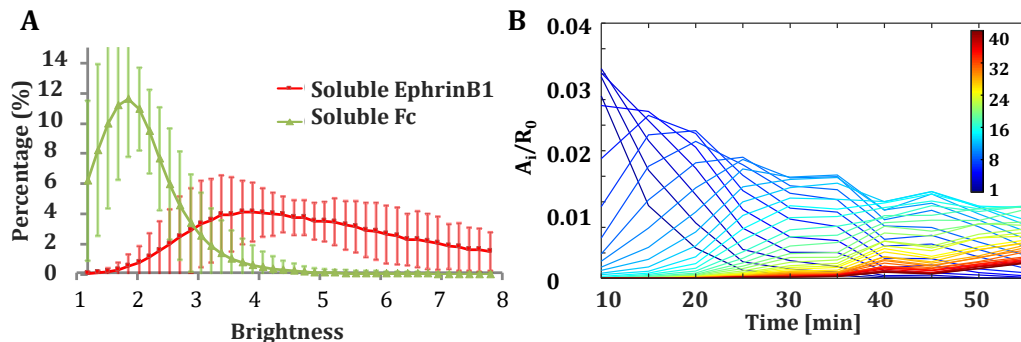 A
Percentage (%)
14
12
10
8
6
4
2
0
Soluble EphrinB1
Soluble Fc
1 2 3 4 5 6 7 8
Brightness
B
A_i/R_0
0.04
0.03
0.02
0.01
0
40
32
24
16
8
1
10 20 30 40 50
Time [min]